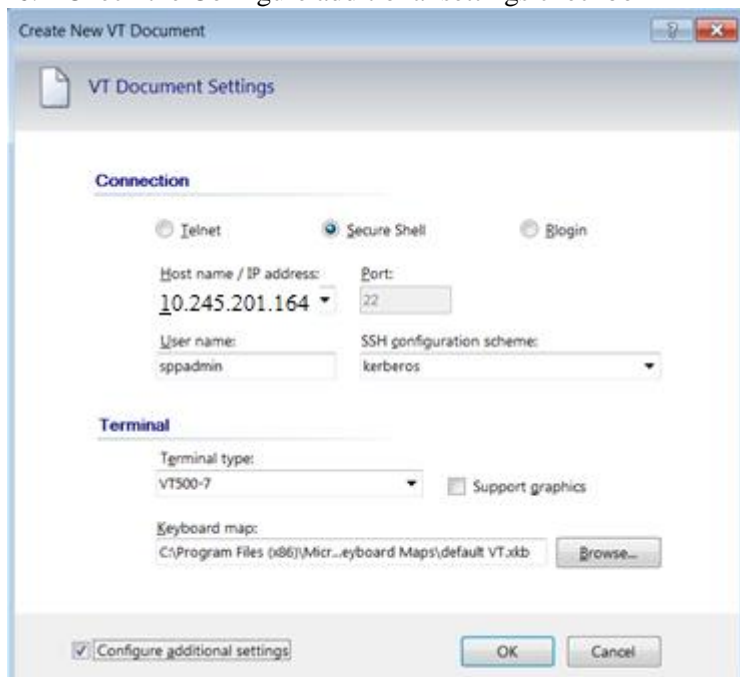 Create New VT Document
VT Document Settings
Connection
Telnet Secure Shell Rlogin
Host name / IP address: Port:
10.245.201.164 22
User name: SSH configuration scheme:
sppadmin kerberos
Terminal
Terminal type:
VT500-7 Support graphics
Keyboard map:
C:\Program Files (x86)\Micr...eyboard Maps\default VT.xkb Browse...
Configure additional settings OK Cancel